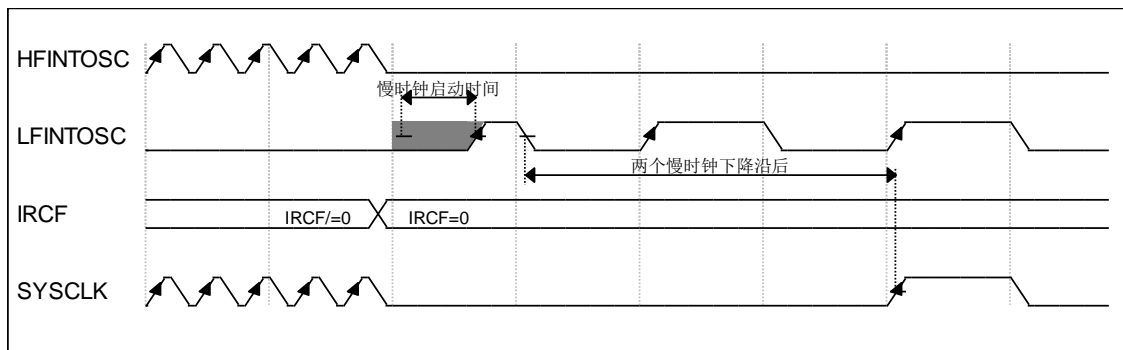 HFINTOSC
慢时钟启动时间
LFINTOSC
两个慢时钟下降沿后
IRCF
IRCF/=0
IRCF=0
SYSCLK